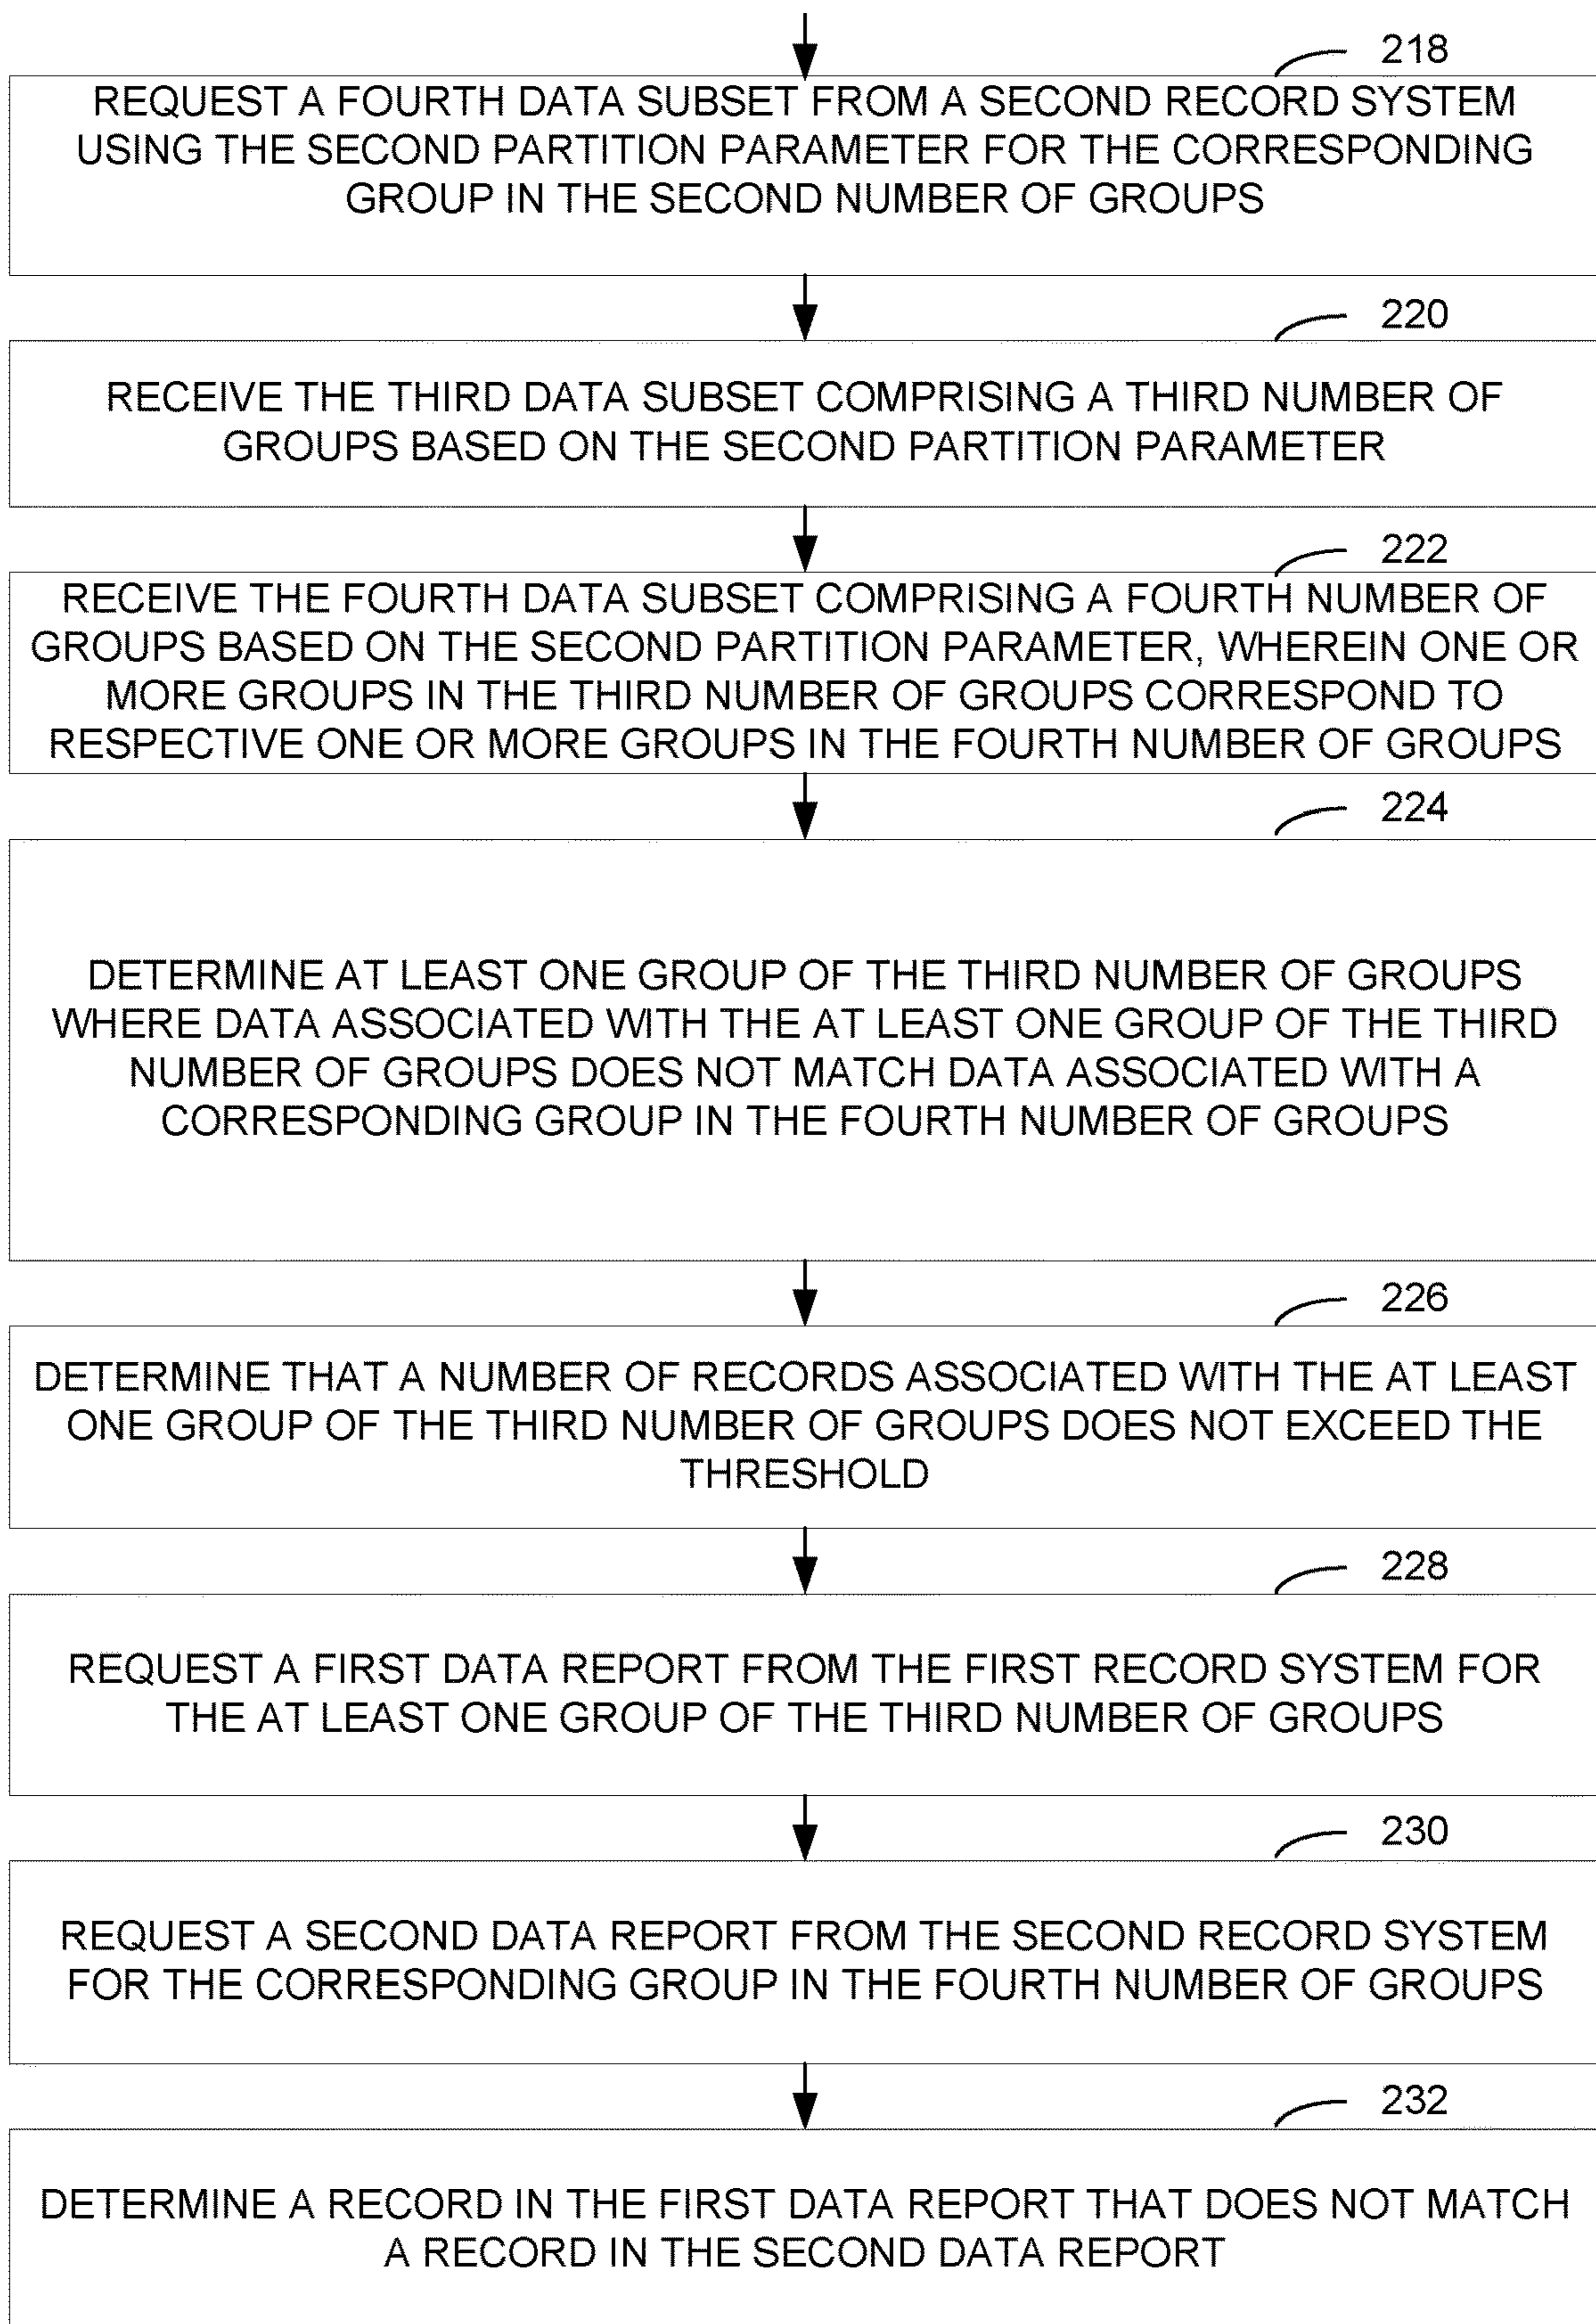 218
REQUEST A FOURTH DATA SUBSET FROM A SECOND RECORD SYSTEM
USING THE SECOND PARTITION PARAMETER FOR THE CORRESPONDING
GROUP IN THE SECOND NUMBER OF GROUPS
220
RECEIVE THE THIRD DATA SUBSET COMPRISING A THIRD NUMBER OF
GROUPS BASED ON THE SECOND PARTITION PARAMETER
222
RECEIVE THE FOURTH DATA SUBSET COMPRISING A FOURTH NUMBER OF
GROUPS BASED ON THE SECOND PARTITION PARAMETER, WHEREIN ONE OR
MORE GROUPS IN THE THIRD NUMBER OF GROUPS CORRESPOND TO
RESPECTIVE ONE OR MORE GROUPS IN THE FOURTH NUMBER OF GROUPS
224
DETERMINE AT LEAST ONE GROUP OF THE THIRD NUMBER OF GROUPS
WHERE DATA ASSOCIATED WITH THE AT LEAST ONE GROUP OF THE THIRD
NUMBER OF GROUPS DOES NOT MATCH DATA ASSOCIATED WITH A
CORRESPONDING GROUP IN THE FOURTH NUMBER OF GROUPS
226
DETERMINE THAT A NUMBER OF RECORDS ASSOCIATED WITH THE AT LEAST
ONE GROUP OF THE THIRD NUMBER OF GROUPS DOES NOT EXCEED THE
THRESHOLD
228
REQUEST A FIRST DATA REPORT FROM THE FIRST RECORD SYSTEM FOR
THE AT LEAST ONE GROUP OF THE THIRD NUMBER OF GROUPS
230
REQUEST A SECOND DATA REPORT FROM THE SECOND RECORD SYSTEM
FOR THE CORRESPONDING GROUP IN THE FOURTH NUMBER OF GROUPS
232
DETERMINE A RECORD IN THE FIRST DATA REPORT THAT DOES NOT MATCH
A RECORD IN THE SECOND DATA REPORT